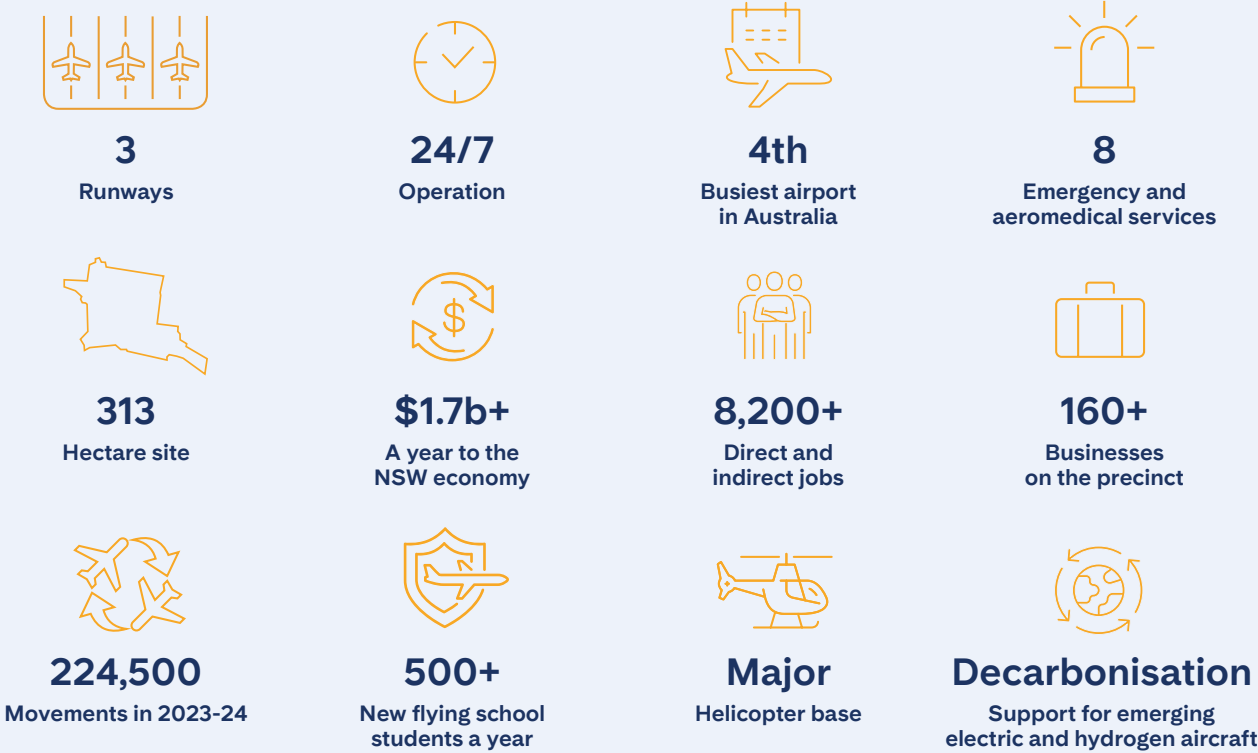 3
Runways
24/7
Operation
4th
Busiest airport
in Australia
8
Emergency and
aeromedical services
313
Hectare site
$1.7b+
A year to the
NSW economy
8,200+
Direct and
indirect jobs
160+
Businesses
on the precinct
224,500
Movements in 2023-24
500+
New flying school
students a year
Major
Helicopter base
Decarbonisation
Support for emerging
electric and hydrogen aircraft